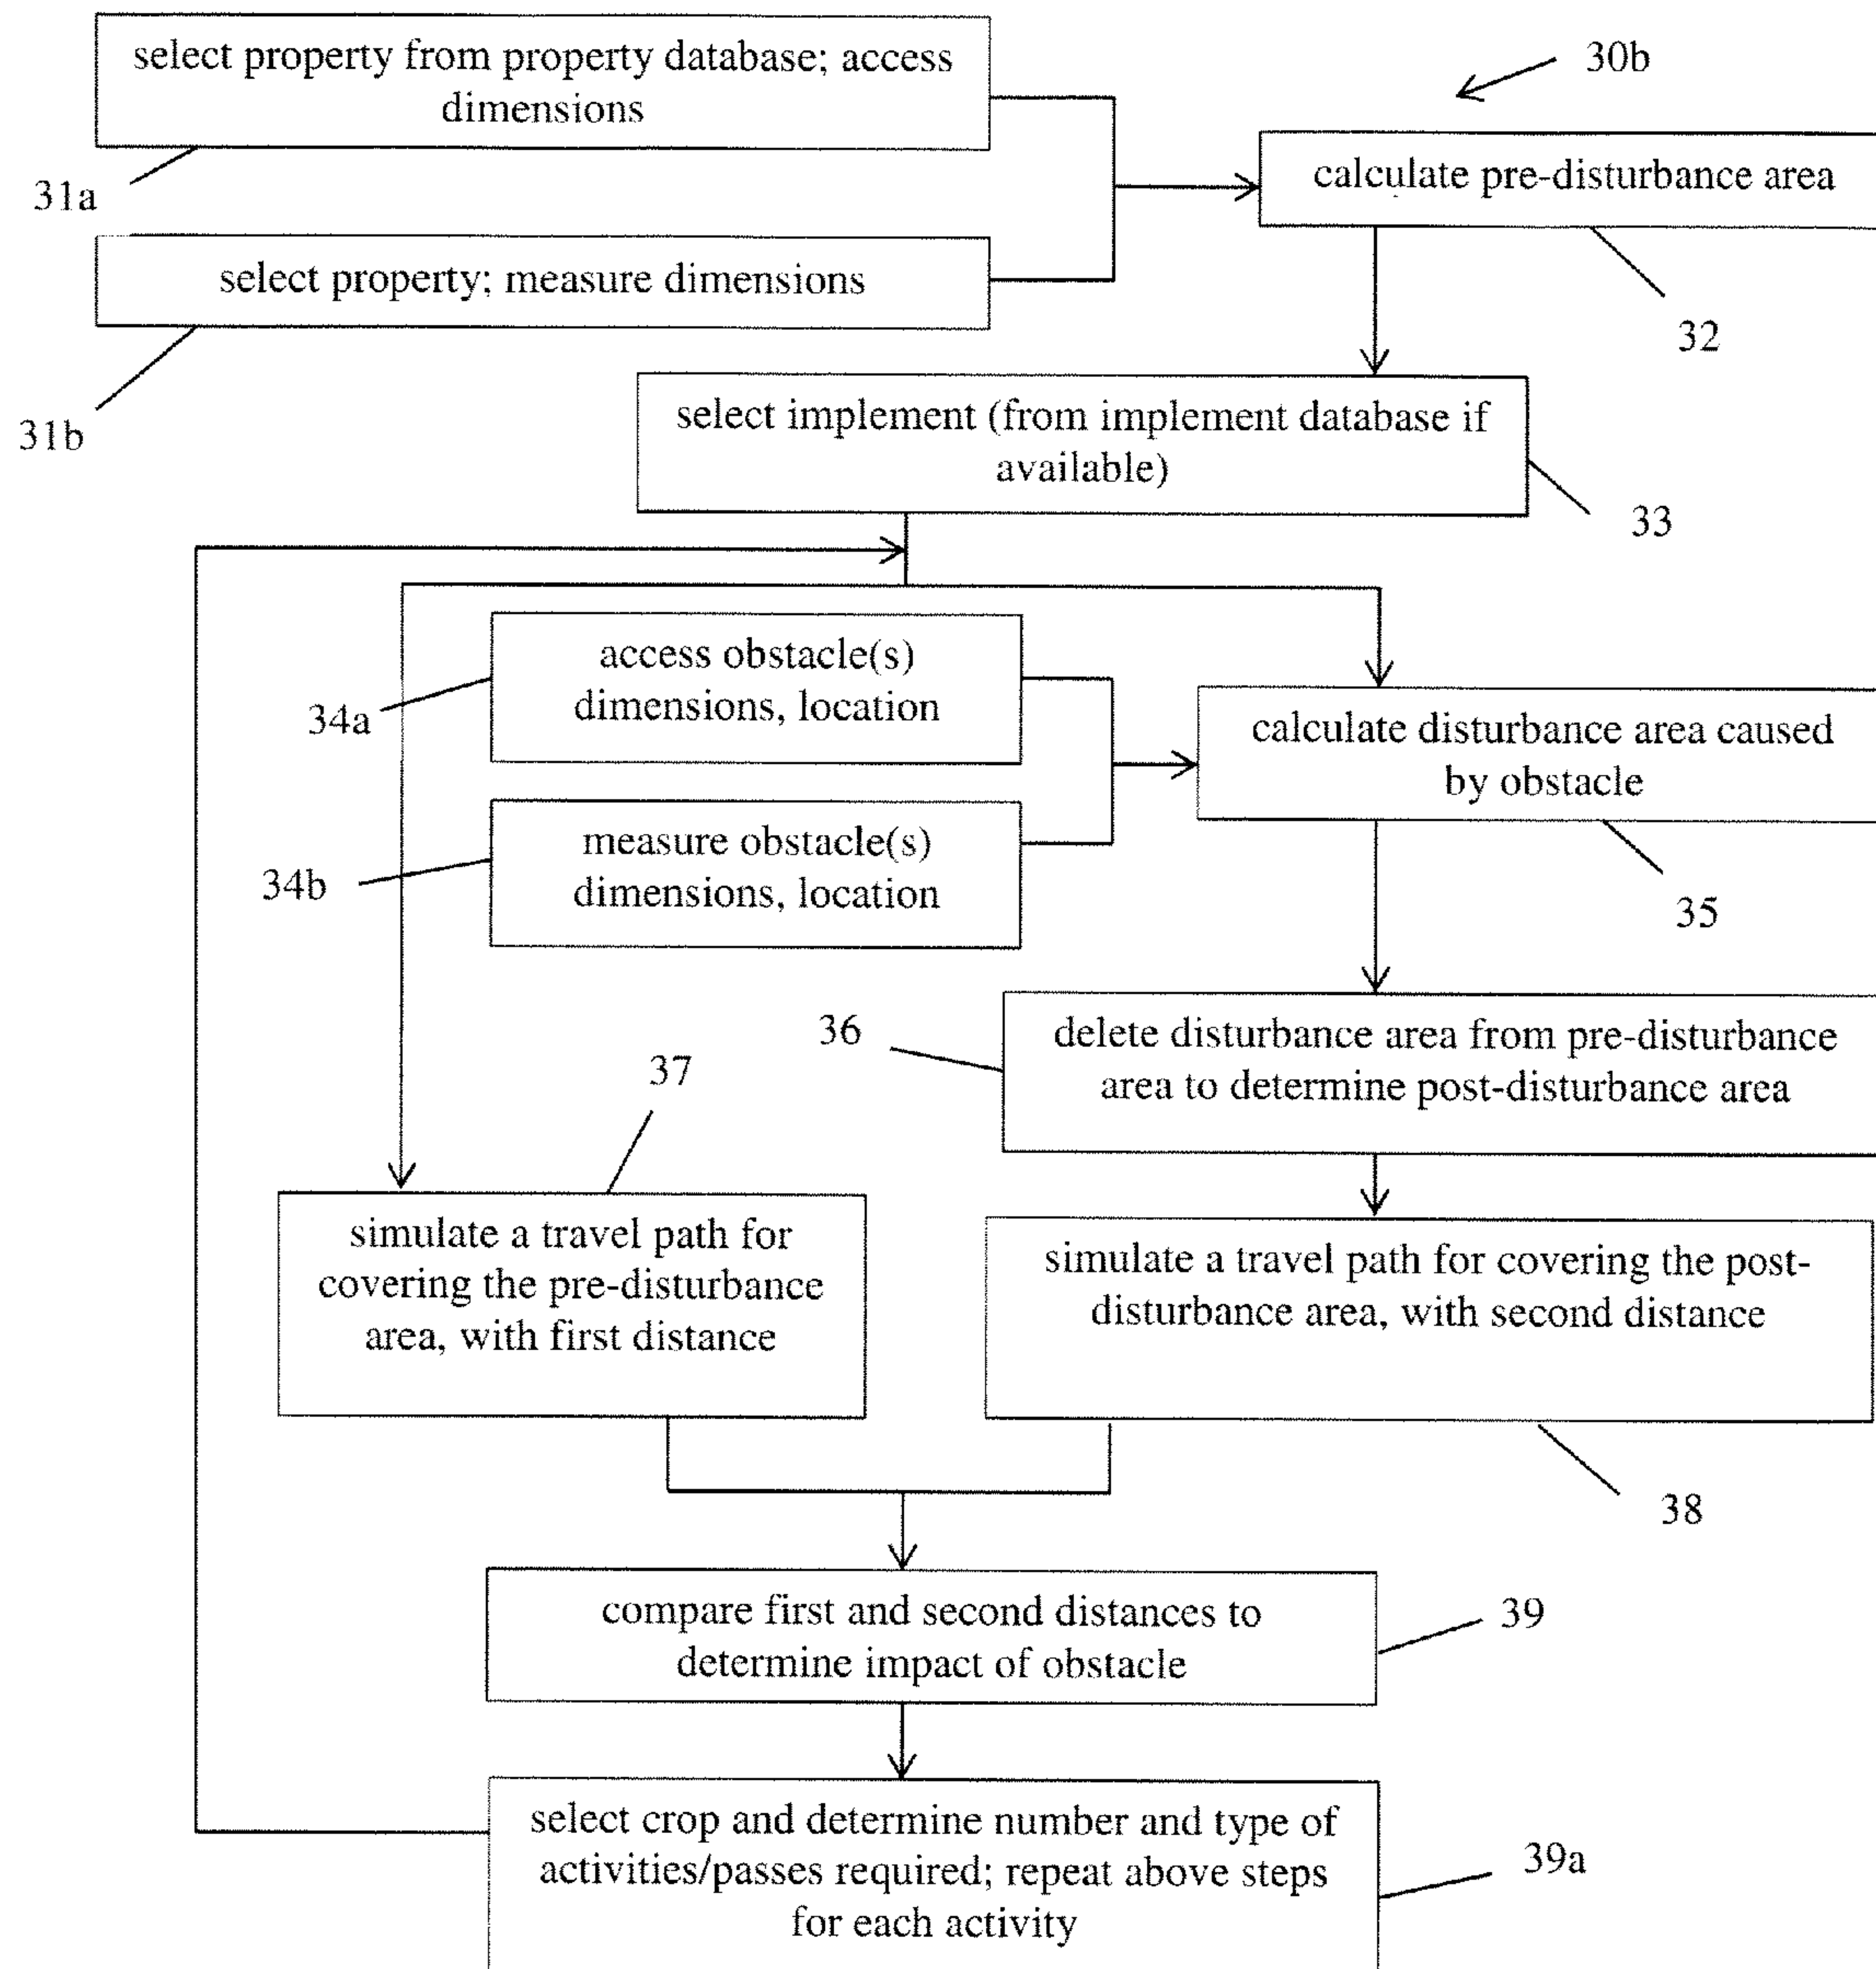 select property from property database; access
dimensions
30b
calculate pre-disturbance area
31a
select property; measure dimensions
32
31b
select implement (from implement database if
available)
33
access obstacle(s)
dimensions, location
34a
calculate disturbance area caused
by obstacle
measure obstacle(s)
dimensions, location
34b
35
36
delete disturbance area from pre-disturbance
area to determine post-disturbance area
37
simulate a travel path for
covering the pre-disturbance
area, with first distance
simulate a travel path for covering the post-
disturbance area, with second distance
38
compare first and second distances to
determine impact of obstacle
39
select crop and determine number and type of
activities/passes required; repeat above steps
for each activity
39a